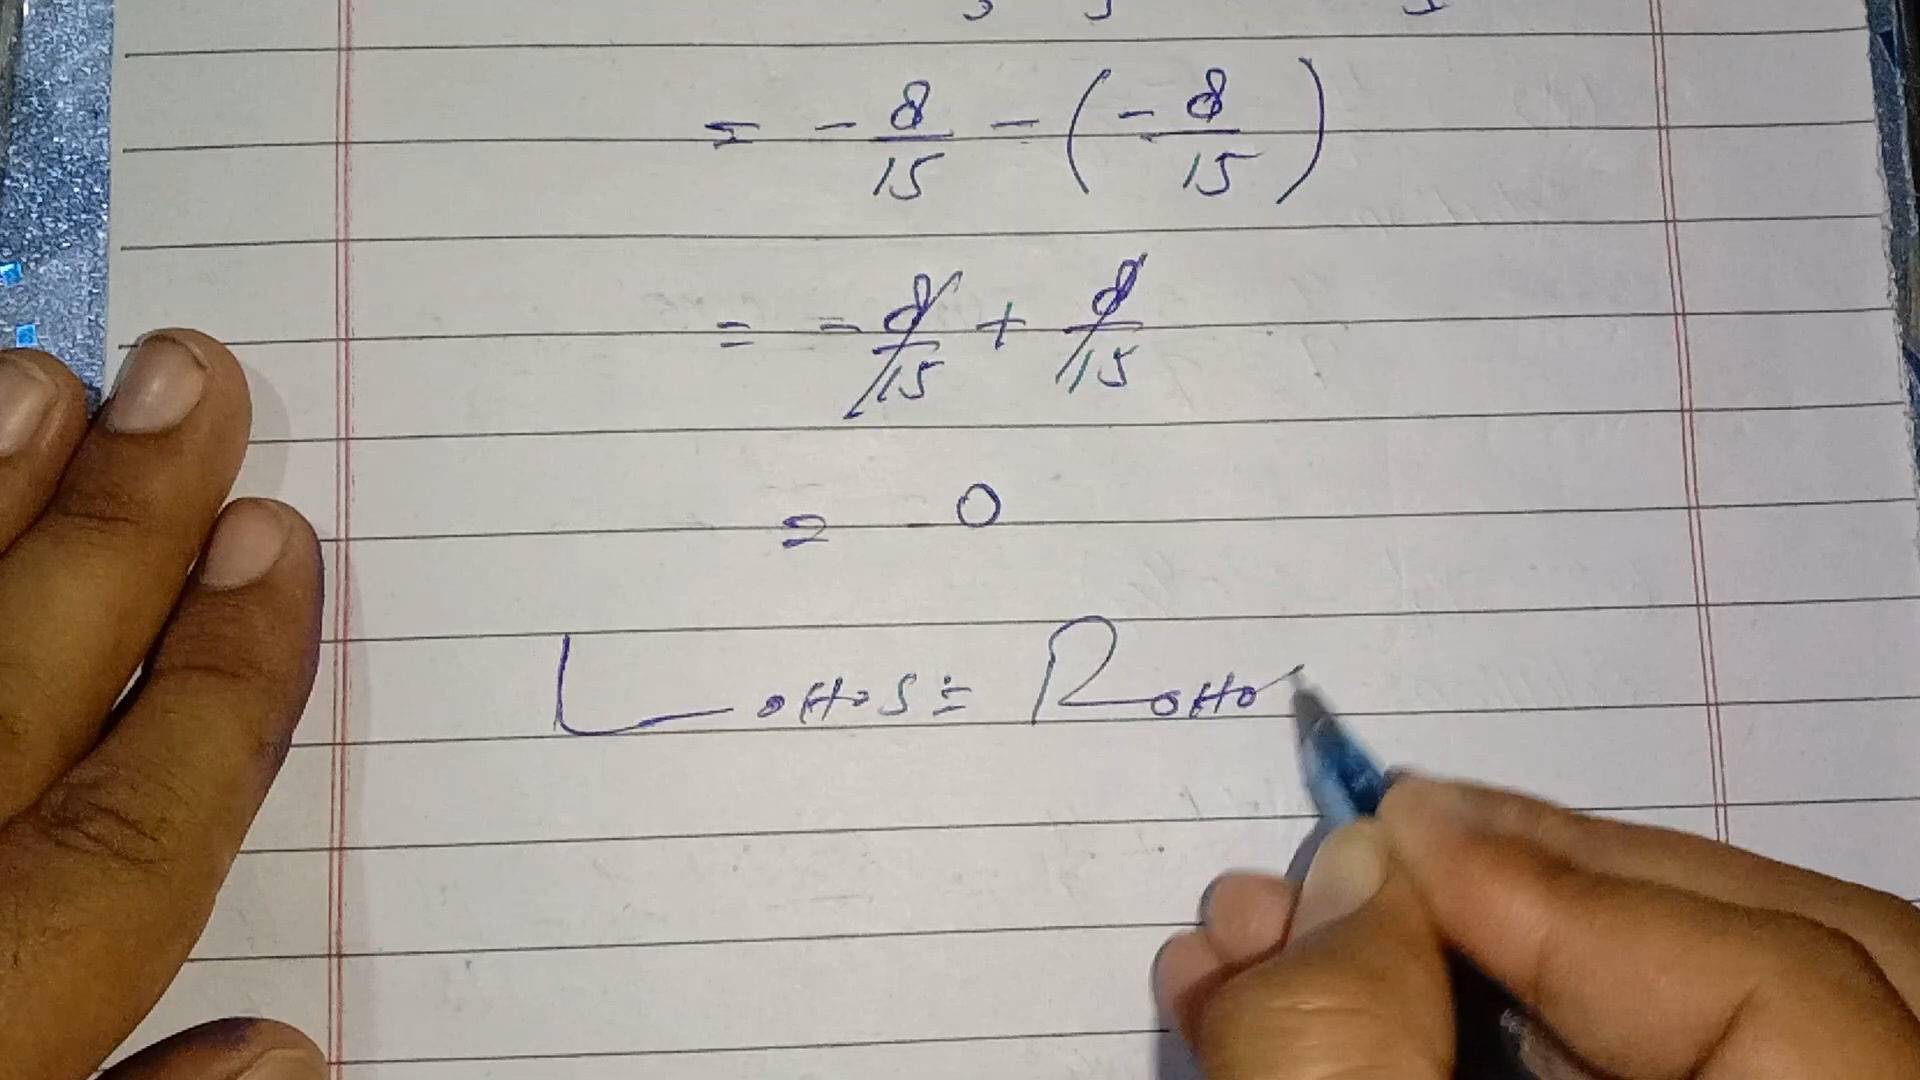 = - 8/15 - (- 8/15)
= - 8/15 + 8/15
= 0
L.H.S = R.H.